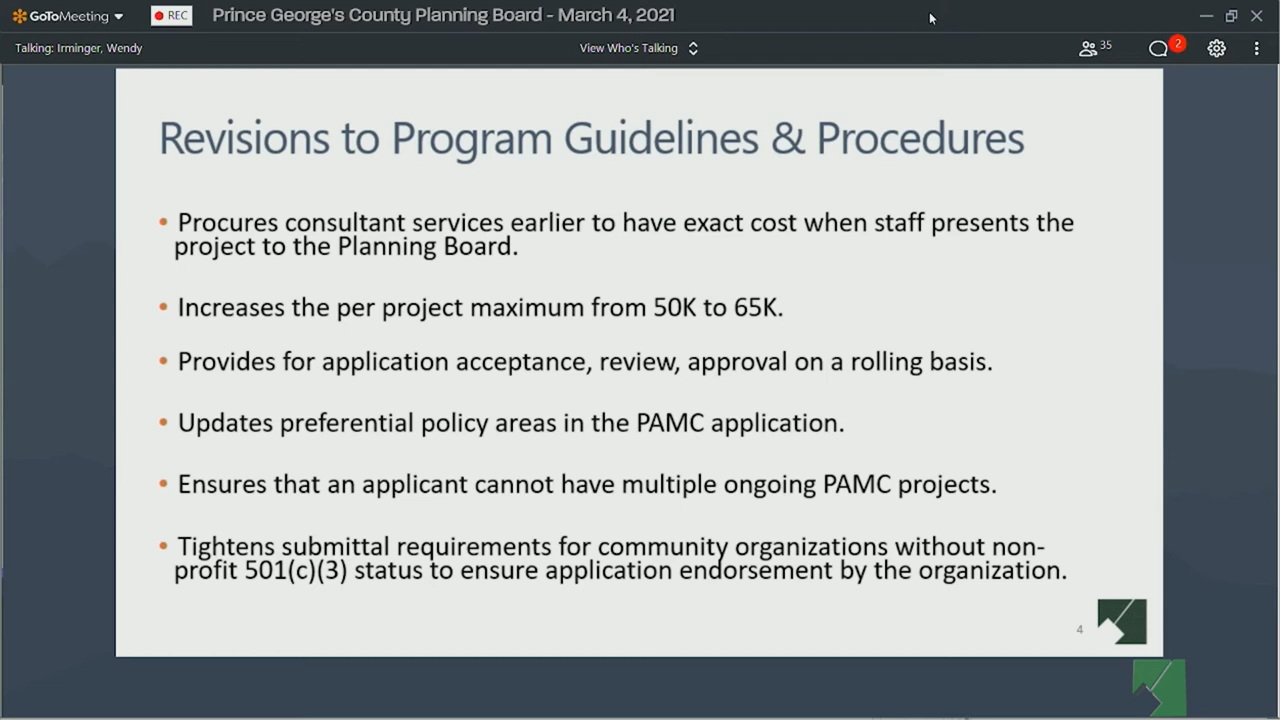 GoToMeeting
REC
Prince George's County Planning Board - March 4, 2021
Talking: Irminger, Wendy
View Who's Talking
35
2
Revisions to Program Guidelines & Procedures
• Procures consultant services earlier to have exact cost when staff presents the
project to the Planning Board.
• Increases the per project maximum from 50K to 65K.
• Provides for application acceptance, review, approval on a rolling basis.
• Updates preferential policy areas in the PAMC application.
• Ensures that an applicant cannot have multiple ongoing PAMC projects.
• Tightens submittal requirements for community organizations without non-
profit 501(c)(3) status to ensure application endorsement by the organization.
4